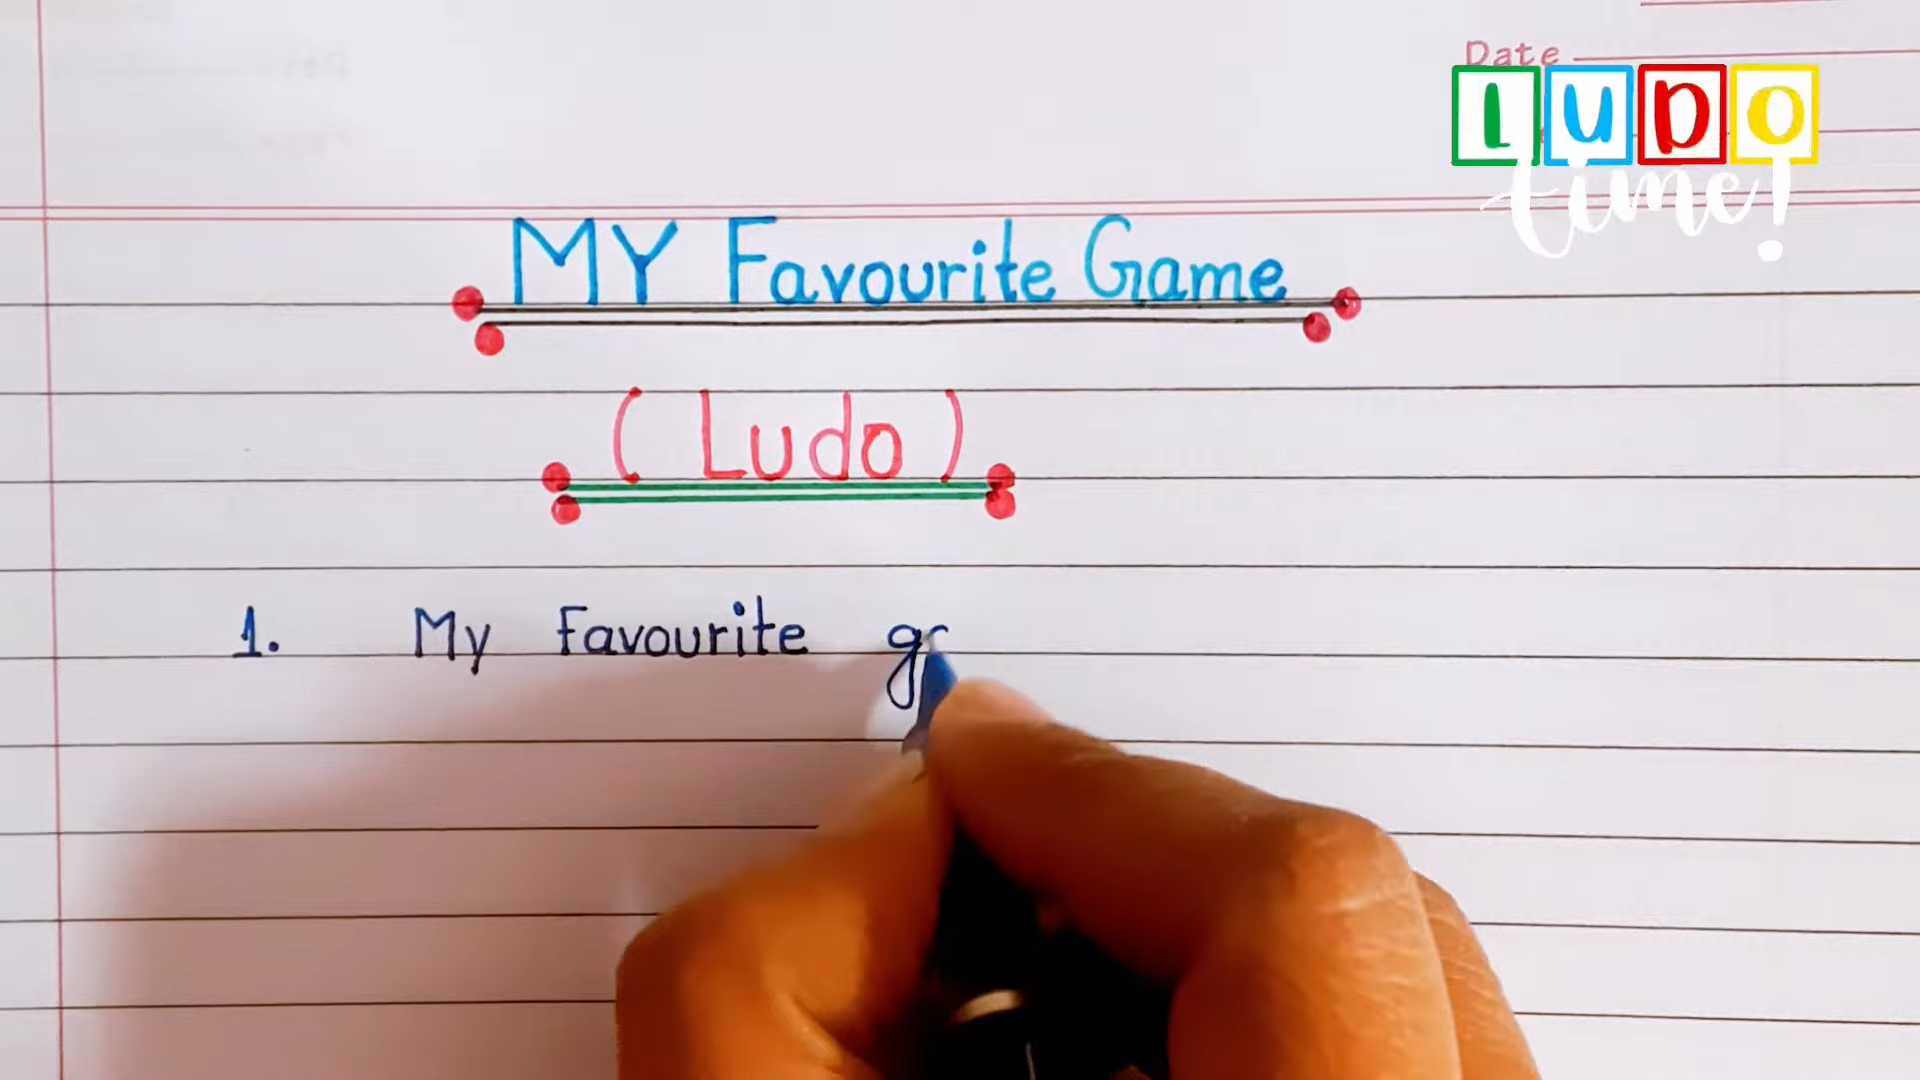 Date
LUDO
time!
MY Favourite Game
( Ludo )
1. My Favourite